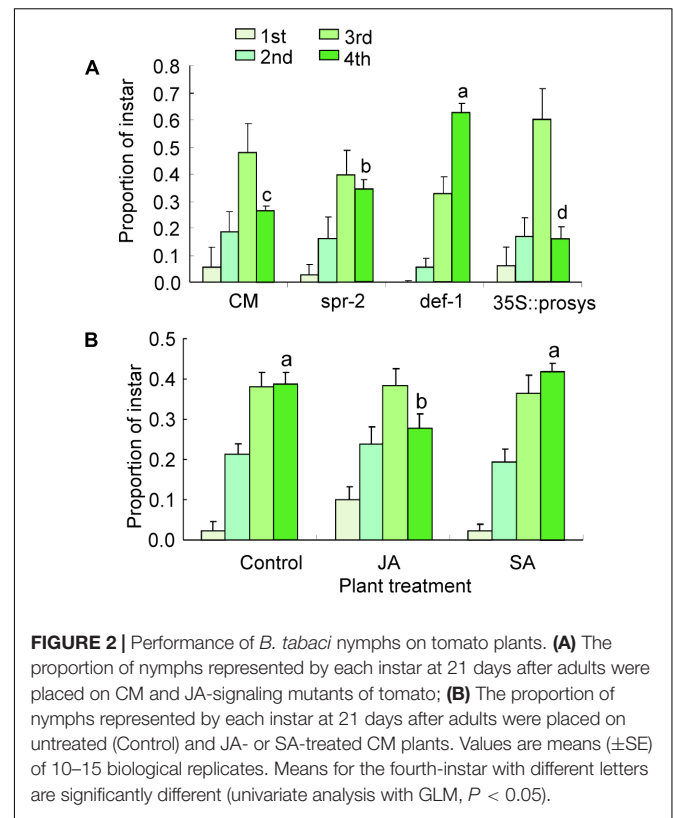 1st 3rd
2nd 4th
A
Proportion of instar
0.8
0.7
0.6
0.5
0.4
0.3
0.2
0.1
0.0
c
b
a
d
CM spr-2 def-1 35S::prosys
B
Proportion of instar
0.5
0.4
0.3
0.2
0.1
0.0
a
b
a
Control JA SA
Plant treatment
FIGURE 2 | Performance of B. tabaci nymphs on tomato plants. (A) The
proportion of nymphs represented by each instar at 21 days after adults were
placed on CM and JA-signaling mutants of tomato; (B) The proportion of
nymphs represented by each instar at 21 days after adults were placed on
untreated (Control) and JA- or SA-treated CM plants. Values are means (±SE)
of 10–15 biological replicates. Means for the fourth-instar with different letters
are significantly different (univariate analysis with GLM, P < 0.05).